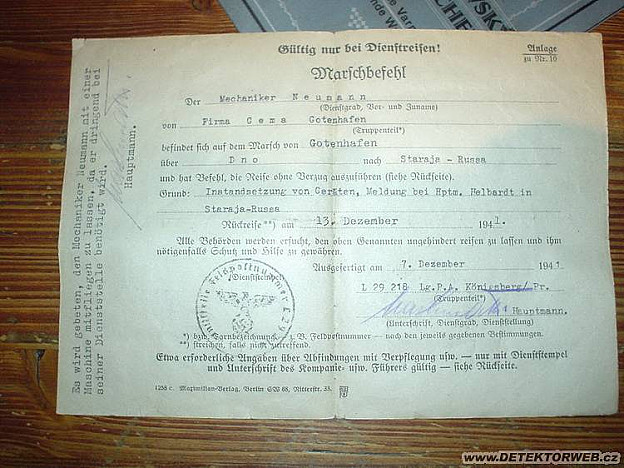 Gültig nur bei Dienstreisen!
Anlage
zu Nr. 10
Marschbefehl
Der Mechaniker Neumann
(Dienstgrad, Vor- und Zuname)
von Firma Cema Gotenhafen
(Truppenteil*)
befindet sich auf dem Marsch von Gotenhafen
über Dno nach Staraja - Russa
und hat Befehl, die Reise ohne Verzug auszuführen (siehe Rückseite).
Grund: Instandsetzung von Geräten, Meldung bei Hptm. Helbardt in
Staraja-Russa
Rückreise **) am 13. Dezember 1941.
Alle Behörden werden ersucht, den oben Genannten ungehindert reisen zu lassen und ihm
nötigenfalls Schutz und Hilfe zu gewähren.
Ausgefertigt am 7. Dezember 1941
(Dienststempel)
L 29 218 Lg.P.A. Königsberg/Pr.
(Truppenteil*)
Hauptmann.
(Unterschrift, Dienstgrad, Dienststellung)
*) bzw. Tarnbezeichnung z. B. Feldpostnummer — nach den jeweils gegebenen Bestimmungen.
**) streichen, falls nicht zutreffend.
Etwa erforderliche Angaben über Abfindungen mit Verpflegung usw. — nur mit Dienststempel
und Unterschrift des Kompanie- usw. Führers gültig — siehe Rückseite.
1258 c. Maximilian-Verlag, Berlin SW 68, Ritterstr. 33.
Es wird gebeten, den Mechaniker Neumann mit einer
Maschine mitfliegen zu lassen, da er dringend bei
seiner Dienststelle benötigt wird.
Hauptmann.
www.DETEKTORWEB.cz